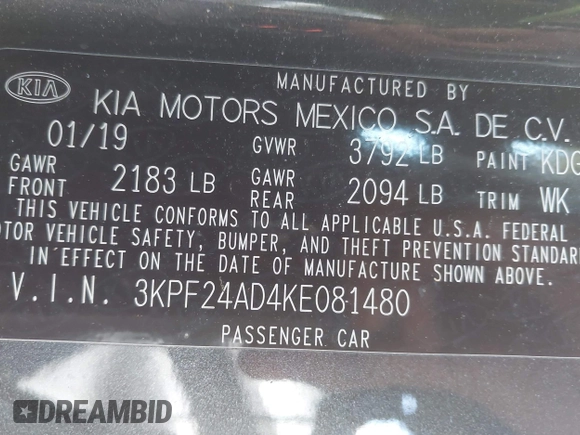 MANUFACTURED BY
KIA KIA MOTORS MEXICO S.A. DE C.V.
01/19 GVWR 3792 LB PAINT KDG
GAWR FRONT 2183 LB GAWR REAR 2094 LB TRIM WK
THIS VEHICLE CONFORMS TO ALL APPLICABLE U.S.A. FEDERAL
OTOR VEHICLE SAFETY, BUMPER, AND THEFT PREVENTION STANDAR
IN EFFECT ON THE DATE OF MANUFACTURE SHOWN ABOVE.
V.I.N. 3KPF24AD4KE081480
PASSENGER CAR
DREAMBID